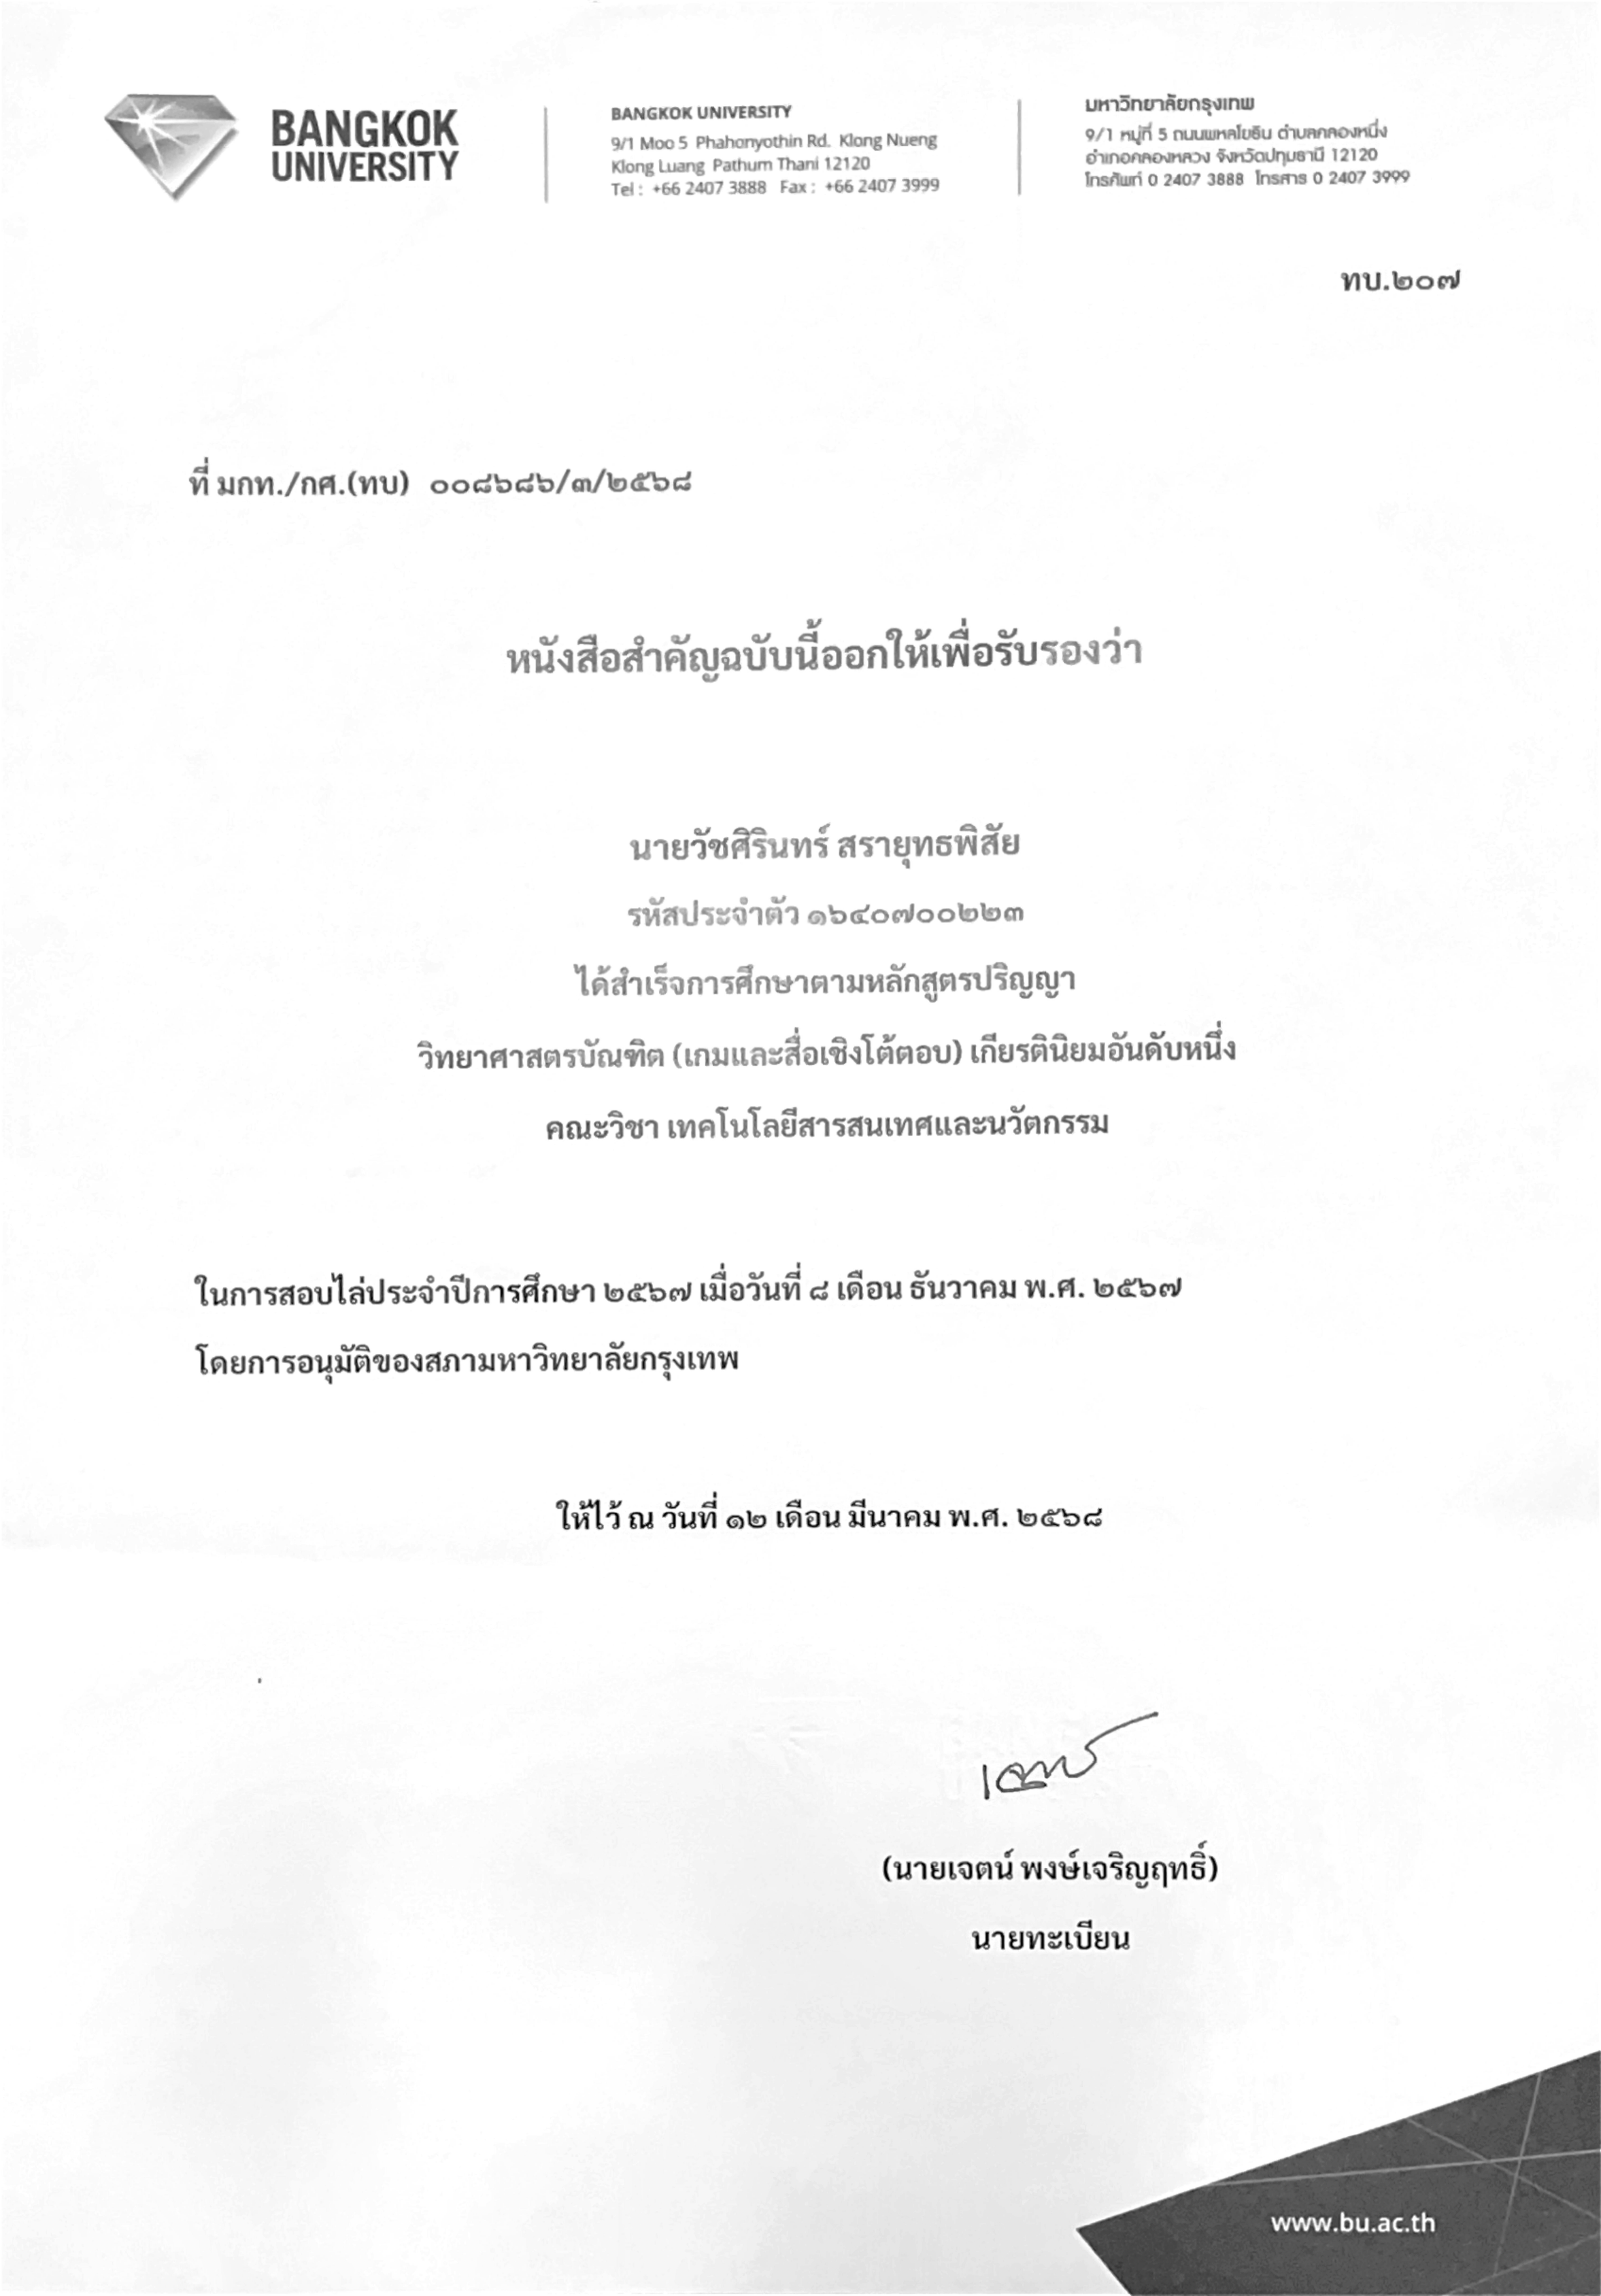 BANGKOK
UNIVERSITY
BANGKOK UNIVERSITY
9/1 Moo 5 Phahonyothin Rd. Klong Nueng
Klong Luang Pathum Thani 12120
Tel : +66 2407 3888 Fax : +66 2407 3999
มหาวิทยาลัยกรุงเทพ
9/1 หมู่ที่ 5 ถนนพหลโยธิน ตำบลคลองหนึ่ง
อำเภอคลองหลวง จังหวัดปทุมธานี 12120
โทรศัพท์ 0 2407 3888 โทรสาร 0 2407 3999
ทบ.๒๐๗
ที่ มกท./กศ.(ทบ) ๐๐๘๖๘๖/๓/๒๕๖๘
หนังสือสำคัญฉบับนี้ออกให้เพื่อรับรองว่า
นายวัชศิรินทร์ สรายุทธพิสัย
รหัสประจำตัว ๑๖๔๐๗๐๐๒๒๓
ได้สำเร็จการศึกษาตามหลักสูตรปริญญา
วิทยาศาสตรบัณฑิต (เกมและสื่อเชิงโต้ตอบ) เกียรตินิยมอันดับหนึ่ง
คณะวิชา เทคโนโลยีสารสนเทศและนวัตกรรม
ในการสอบไล่ประจำปีการศึกษา ๒๕๖๗ เมื่อวันที่ ๘ เดือน ธันวาคม พ.ศ. ๒๕๖๗
โดยการอนุมัติของสภามหาวิทยาลัยกรุงเทพ
ให้ไว้ ณ วันที่ ๑๒ เดือน มีนาคม พ.ศ. ๒๕๖๘
(นายเจตน์ พงษ์เจริญฤทธิ์)
นายทะเบียน
www.bu.ac.th